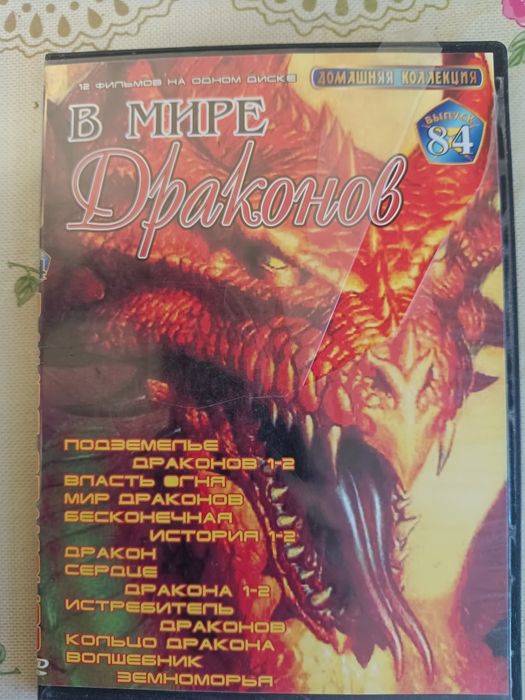 12 ФИЛЬМОВ НА ОДНОМ ДИСКЕ
ДОМАШНЯЯ КОЛЛЕКЦИЯ
ВЫПУСК
84
В МИРЕ
Драконов
ПОДЗЕМЕЛЬЕ
ДРАКОНОВ 1-2
ВЛАСТЬ ОГНЯ
МИР ДРАКОНОВ
БЕСКОНЕЧНАЯ
ИСТОРИЯ 1-2
ДРАКОН
СЕРДЦЕ
ДРАКОНА 1-2
ИСТРЕБИТЕЛЬ
ДРАКОНОВ
КОЛЬЦО ДРАКОНА
ВОЛШЕБНИК
ЗЕМНОМОРЬЯ